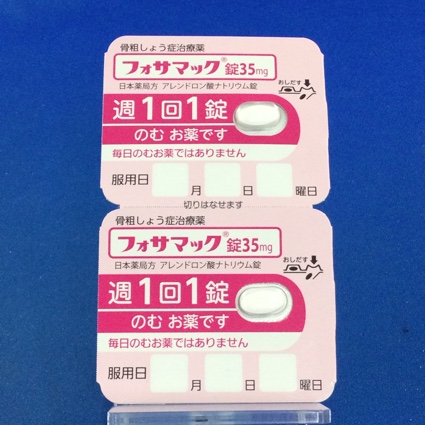 骨粗しょう症治療薬
フォサマック®錠35mg
おしだす
日本薬局方 アレンドロン酸ナトリウム錠
週1回1錠
のむ お薬です
毎日のむお薬ではありません
服用日 月 日 曜日
切りはなせます
骨粗しょう症治療薬
フォサマック®錠35mg
おしだす
日本薬局方 アレンドロン酸ナトリウム錠
週1回1錠
のむ お薬です
毎日のむお薬ではありません
服用日 月 日 曜日